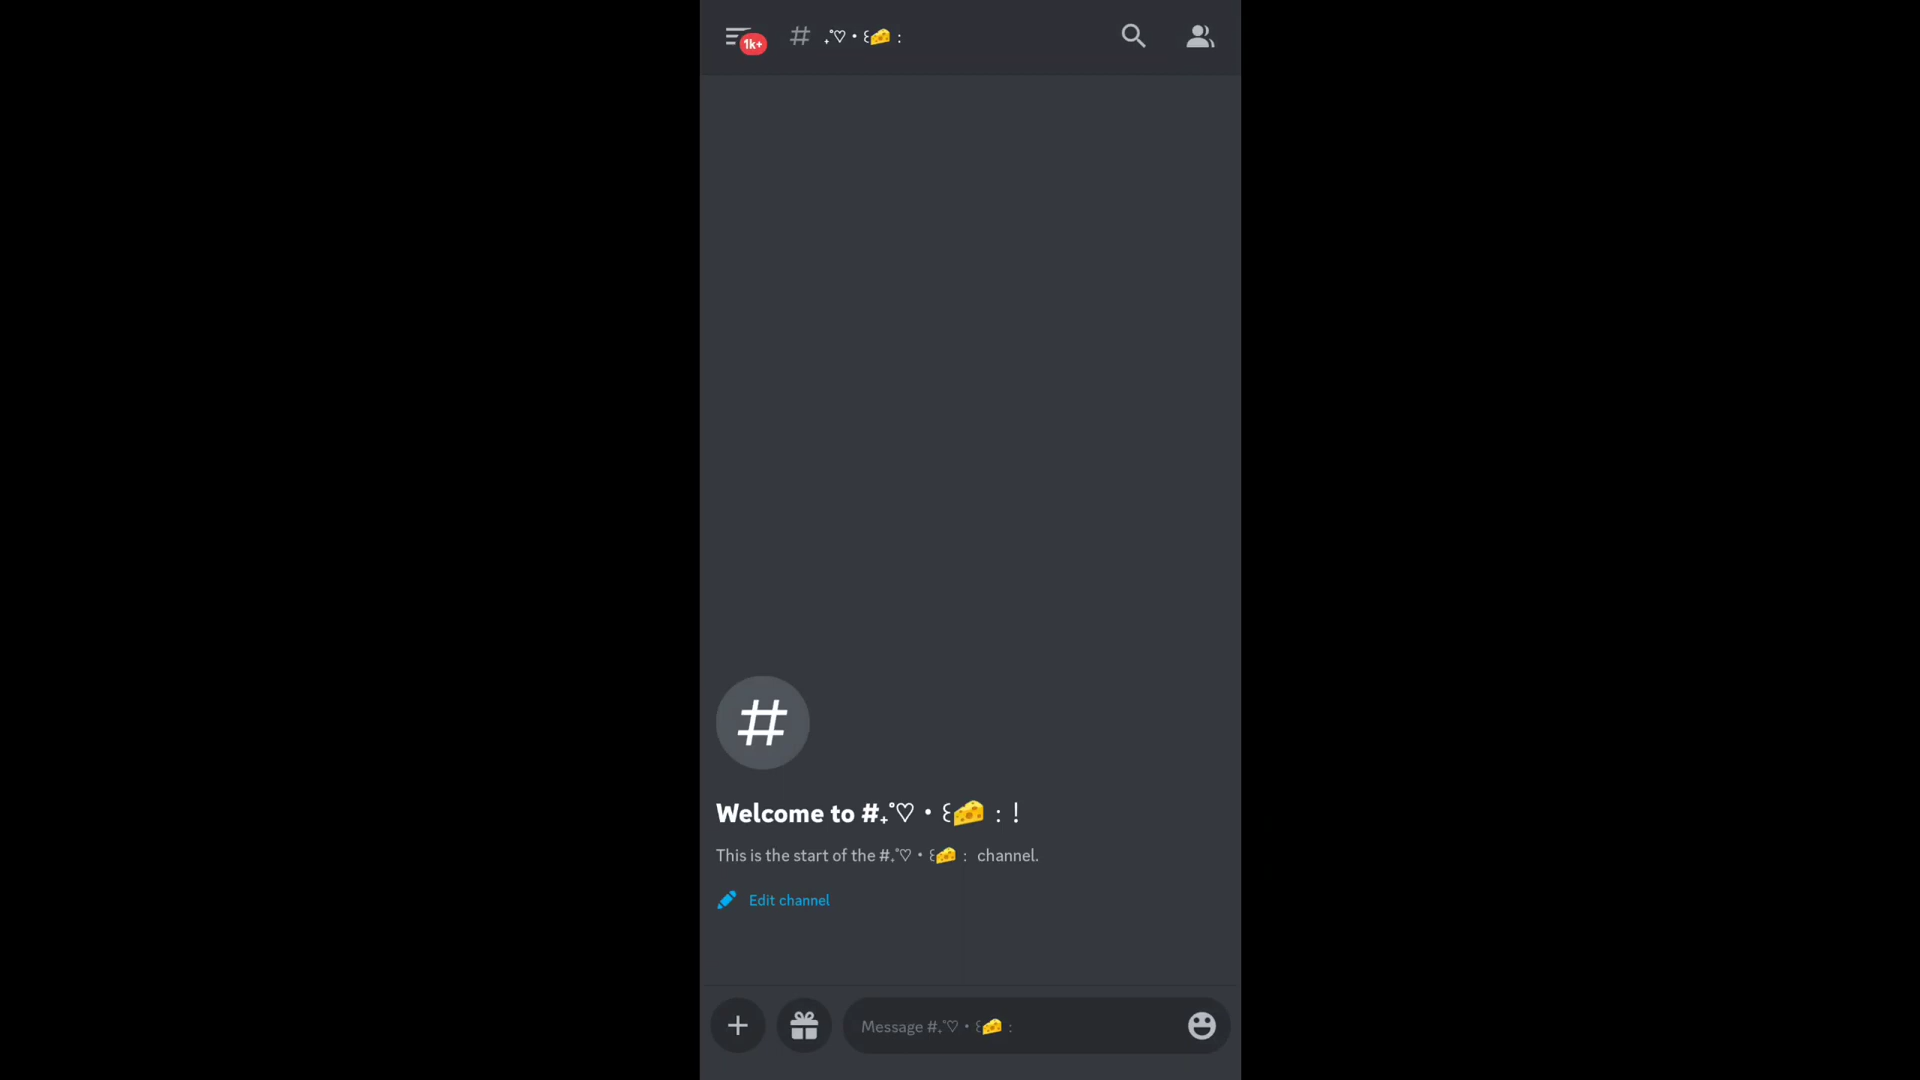 1k+
# ₊˚♡・꒰🧀 :
Welcome to #₊˚♡・꒰🧀 : !
This is the start of the #₊˚♡・꒰🧀 : channel.
Edit channel
Message #₊˚♡・꒰🧀 :